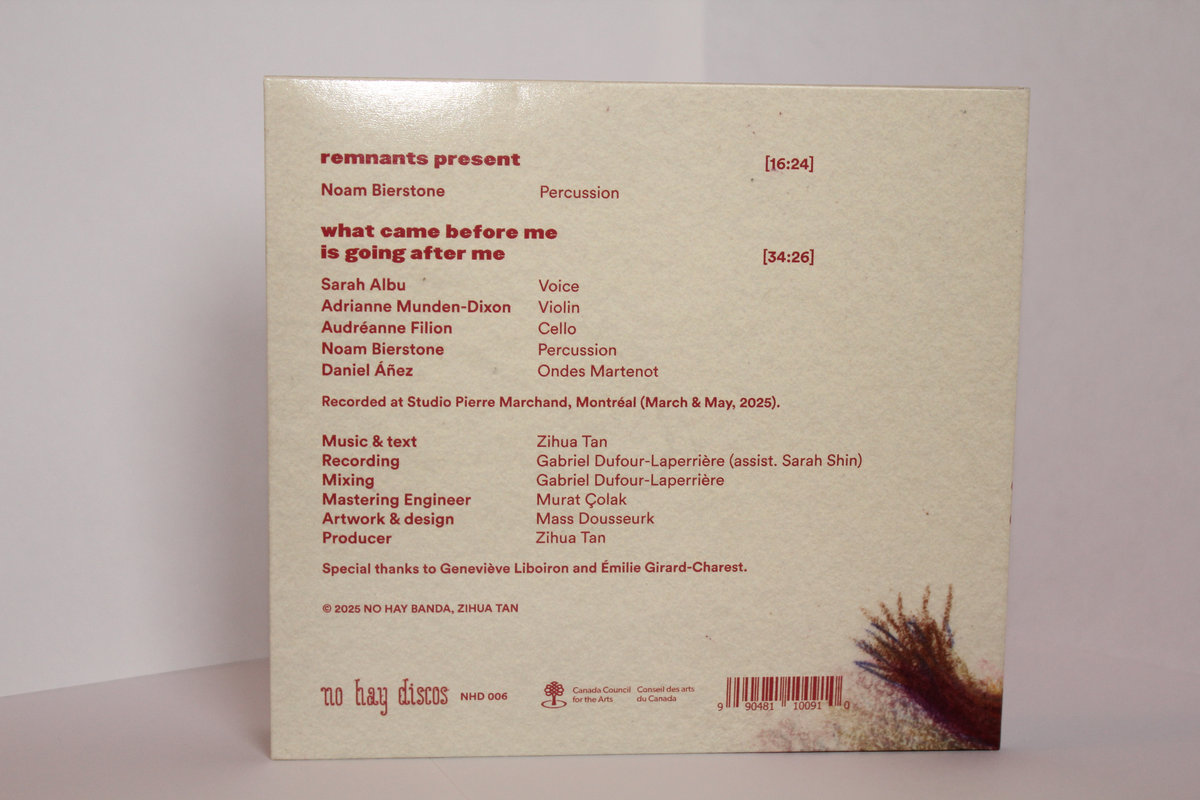 remnants present [16:24]
Noam Bierstone Percussion
what came before me
is going after me [34:26]
Sarah Albu Voice
Adrianne Munden-Dixon Violin
Audréanne Filion Cello
Noam Bierstone Percussion
Daniel Áñez Ondes Martenot
Recorded at Studio Pierre Marchand, Montréal (March & May, 2025).
Music & text Zihua Tan
Recording Gabriel Dufour-Laperrière (assist. Sarah Shin)
Mixing Gabriel Dufour-Laperrière
Mastering Engineer Murat Çolak
Artwork & design Mass Dousseurk
Producer Zihua Tan
Special thanks to Geneviève Liboiron and Émilie Girard-Charest.
© 2025 NO HAY BANDA, ZIHUA TAN
no hay discos NHD 006
Canada Council Conseil des arts
for the Arts du Canada
9 90481 10091 0